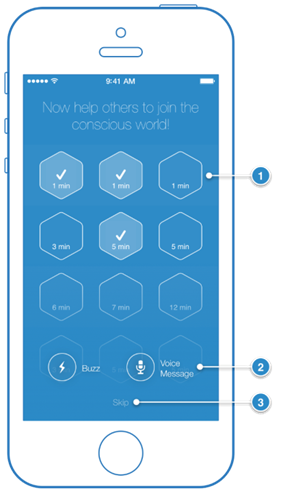 9:41 AM
Now help others to join the
conscious world!
1 min
1 min
1 min
1
3 min
5 min
5 min
6 min
7 min
12 min
Buzz
Voice
Message
2
Skip
3